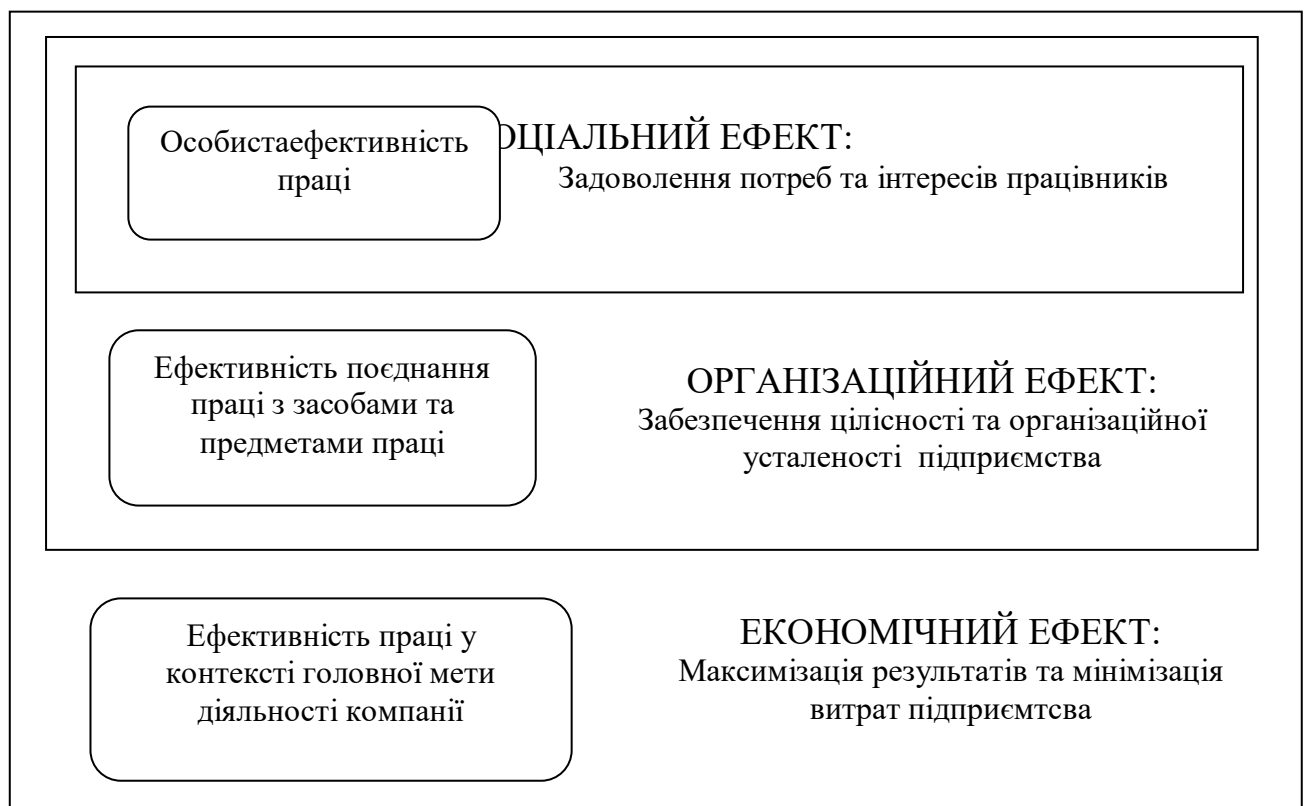 Особистаефективність
праці
ОЦІАЛЬНИЙ ЕФЕКТ:
Задоволення потреб та інтересів працівників
Ефективність поєднання
праці з засобами та
предметами праці
ОРГАНІЗАЦІЙНИЙ ЕФЕКТ:
Забезпечення цілісності та організаційної
усталеності підприємства
Ефективність праці у
контексті головної мети
діяльності компанії
ЕКОНОМІЧНИЙ ЕФЕКТ:
Максимізація результатів та мінімізація
витрат підприємтсва